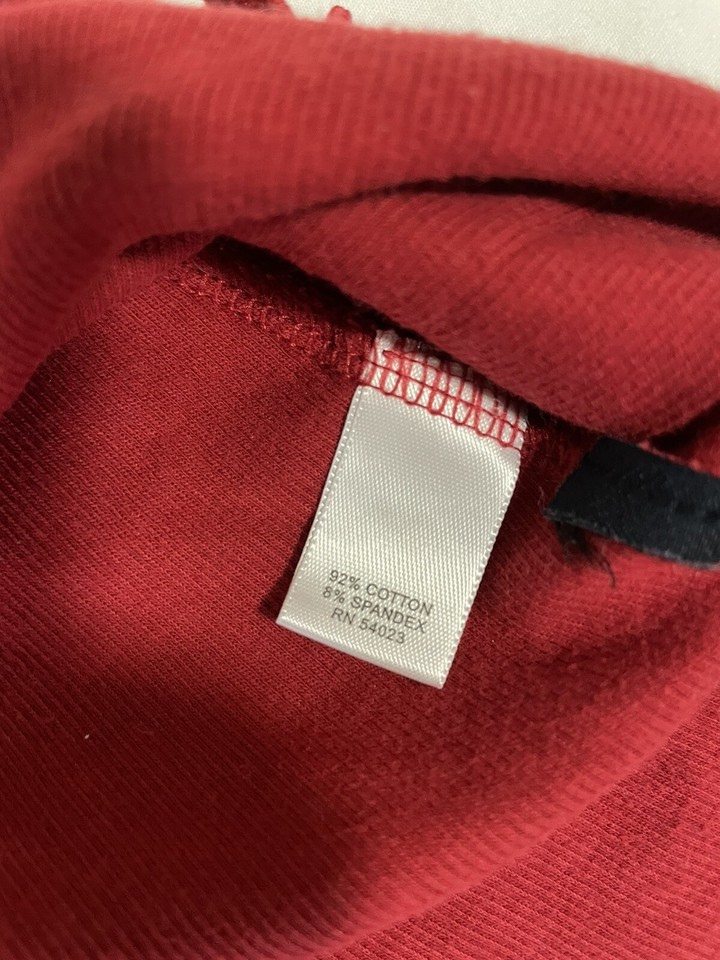 92% COTTON
8% SPANDEX
RN 54023